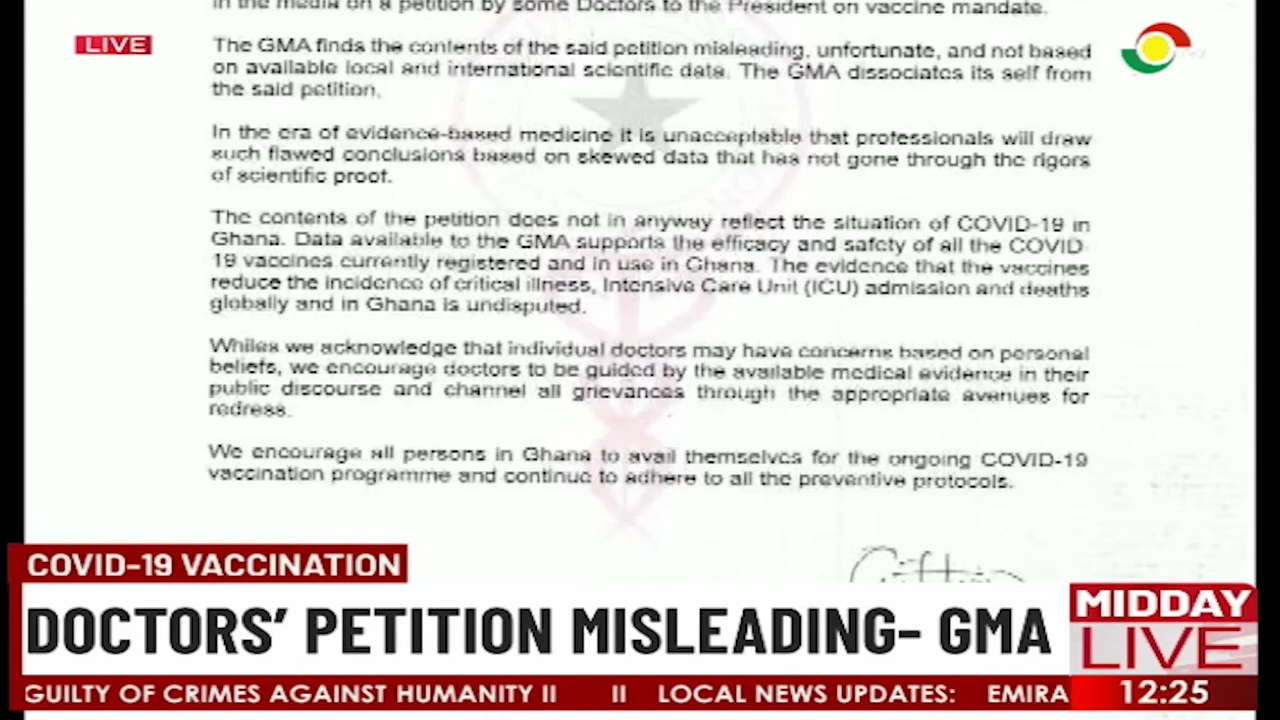 in the media on a petition by some Doctors to the President on vaccine mandate.
LIVE
The GMA finds the contents of the said petition misleading, unfortunate, and not based
on available local and international scientific data. The GMA dissociates its self from
the said petition.
In the era of evidence-based medicine it is unacceptable that professionals will draw
such flawed conclusions based on skewed data that has not gone through the rigors
of scientific proof.
The contents of the petition does not in anyway reflect the situation of COVID-19 in
Ghana. Data available to the GMA supports the efficacy and safety of all the COVID-
19 vaccines currently registered and in use in Ghana. The evidence that the vaccines
reduce the incidence of critical illness, Intensive Care Unit (ICU) admission and deaths
globally and in Ghana is undisputed.
Whiles we acknowledge that individual doctors may have concerns based on personal
beliefs, we encourage doctors to be guided by the available medical evidence in their
public discourse and channel all grievances through the appropriate avenues for
redress.
We encourage all persons in Ghana to avail themselves for the ongoing COVID-19
vaccination programme and continue to adhere to all the preventive protocols.
COVID-19 VACCINATION
DOCTORS' PETITION MISLEADING- GMA
MIDDAY
LIVE
GUILTY OF CRIMES AGAINST HUMANITY II II LOCAL NEWS UPDATES: EMIRA
12:25